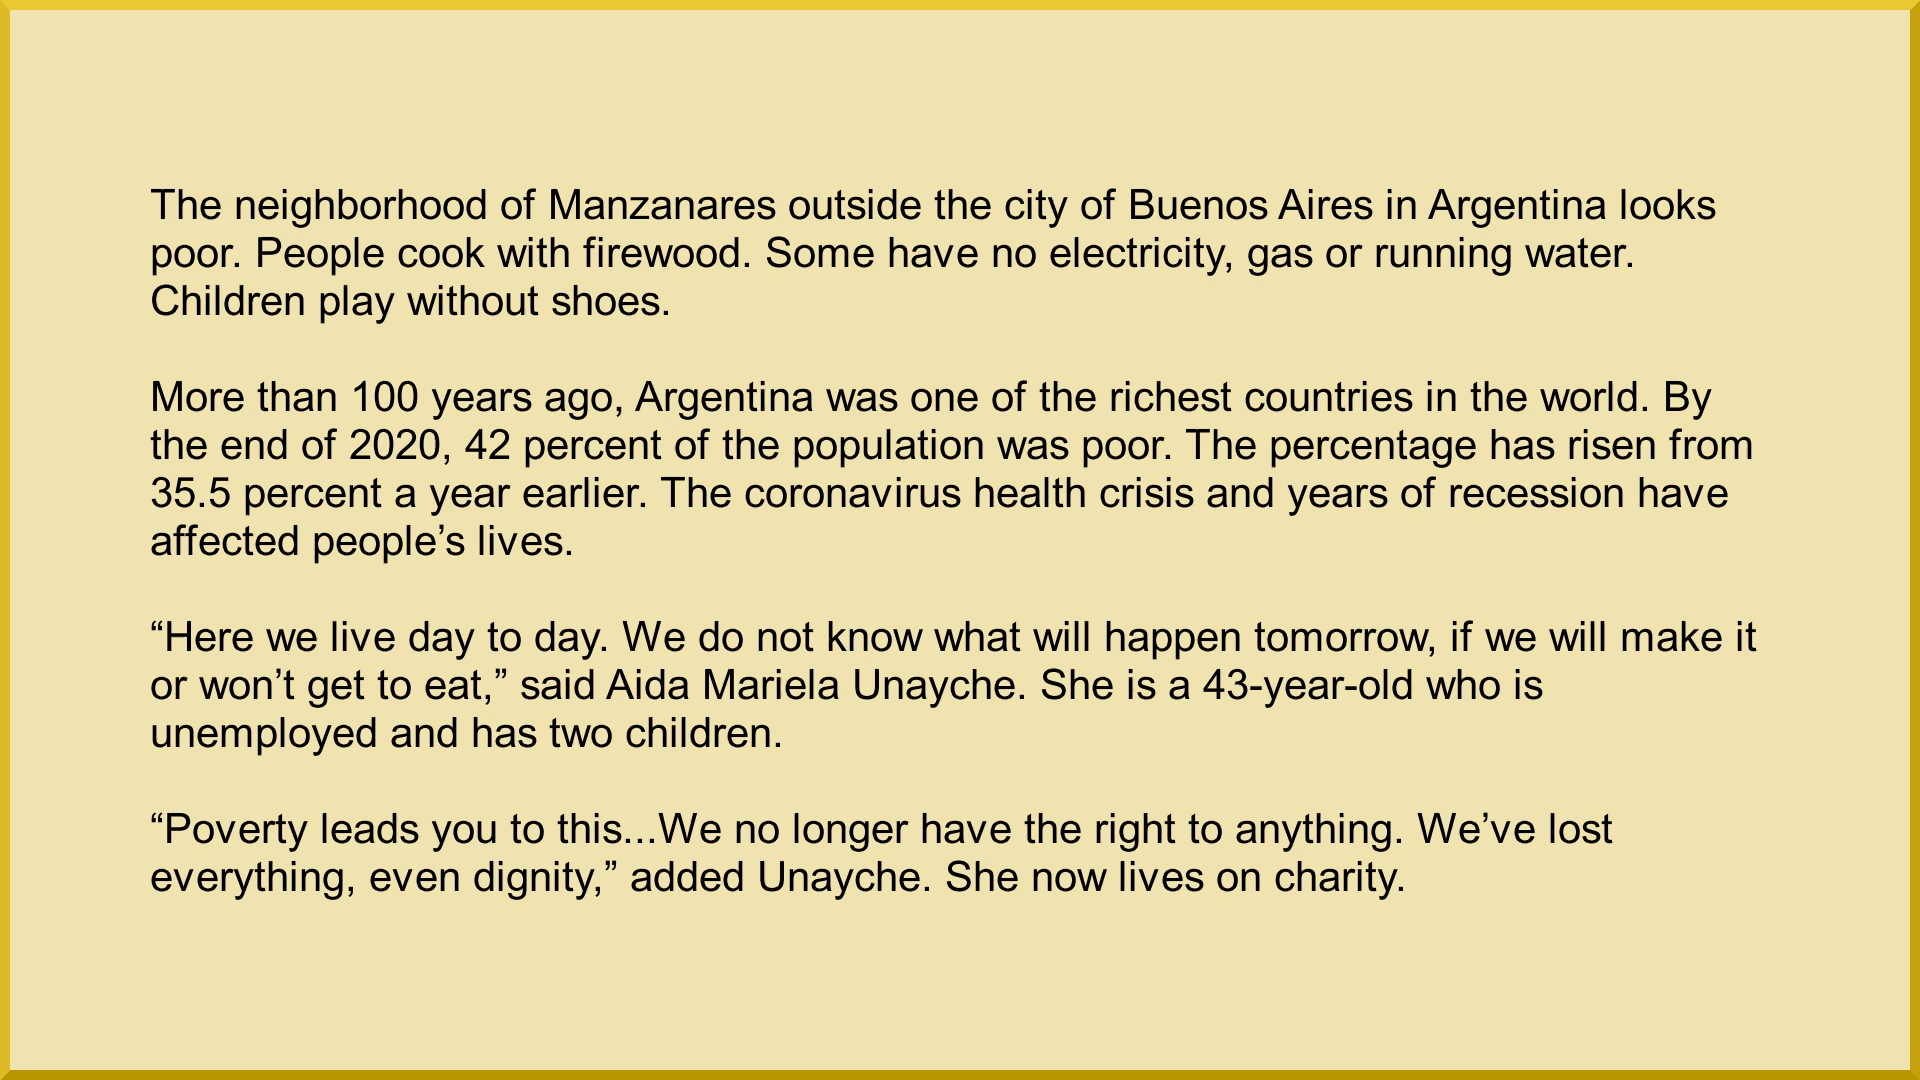 The neighborhood of Manzanares outside the city of Buenos Aires in Argentina looks
poor. People cook with firewood. Some have no electricity, gas or running water.
Children play without shoes.
More than 100 years ago, Argentina was one of the richest countries in the world. By
the end of 2020, 42 percent of the population was poor. The percentage has risen from
35.5 percent a year earlier. The coronavirus health crisis and years of recession have
affected people’s lives.
“Here we live day to day. We do not know what will happen tomorrow, if we will make it
or won’t get to eat,” said Aida Mariela Unayche. She is a 43-year-old who is
unemployed and has two children.
“Poverty leads you to this...We no longer have the right to anything. We’ve lost
everything, even dignity,” added Unayche. She now lives on charity.